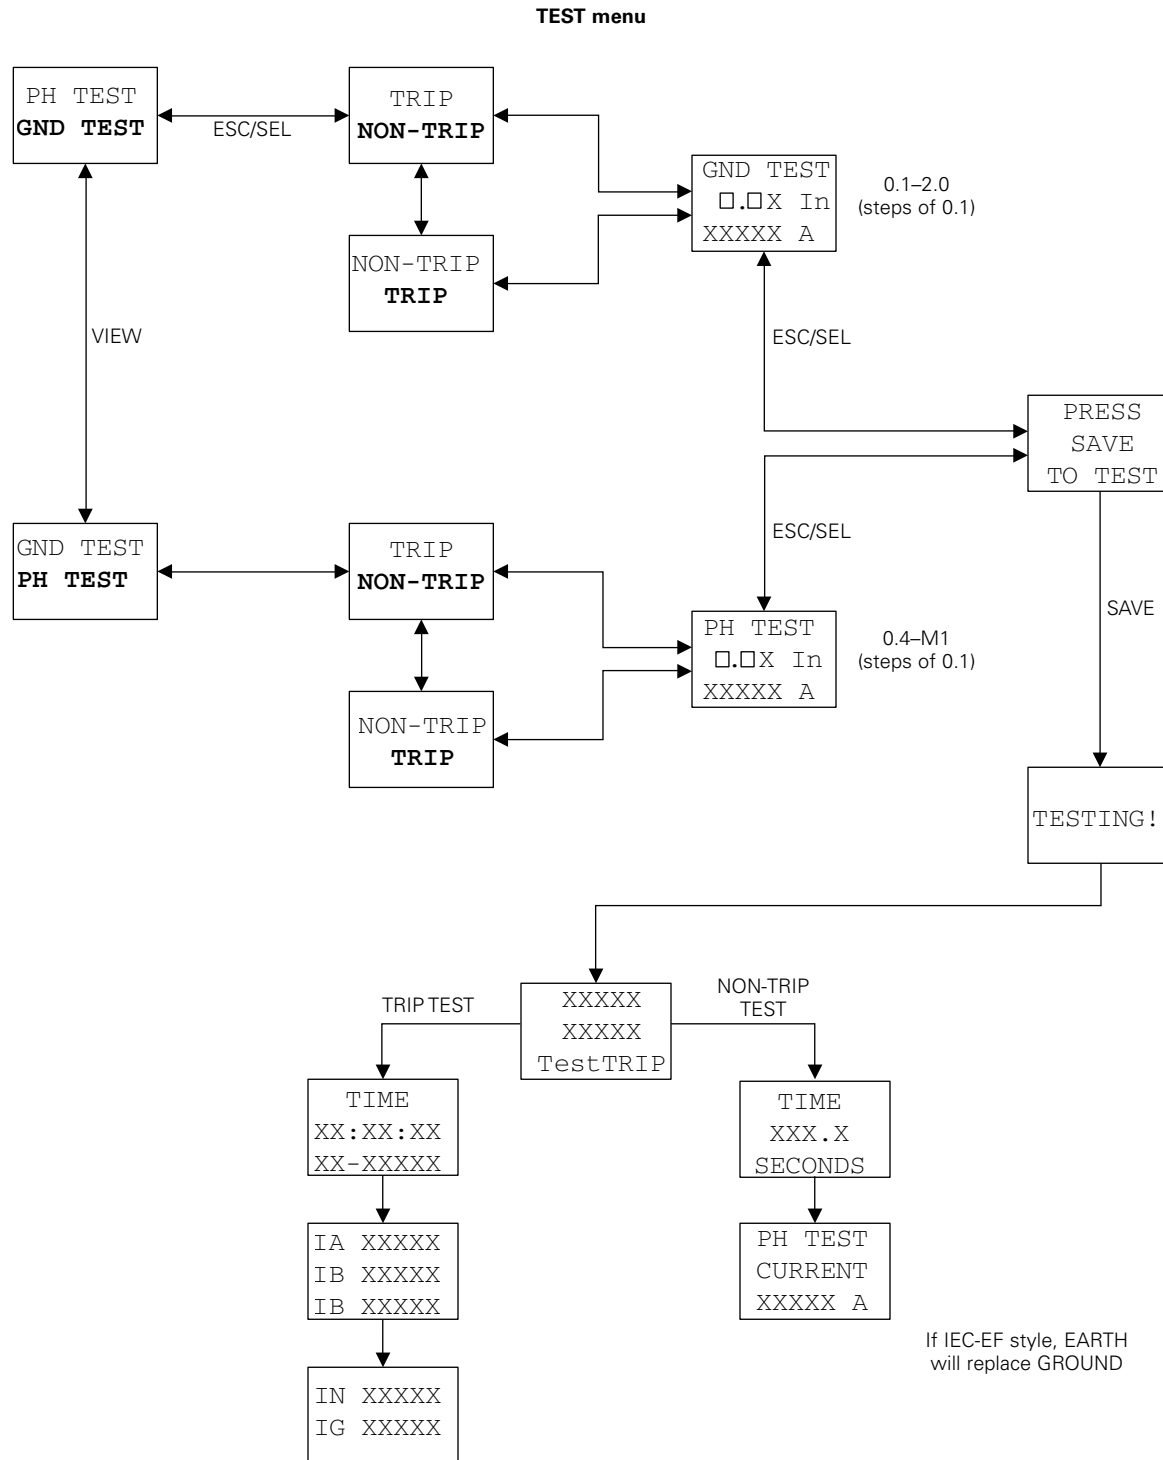 TEST menu
PH TEST
GND TEST
ESC/SEL
TRIP
NON-TRIP
NON-TRIP
TRIP
GND TEST
☐.☐X In
XXXXX A
0.1–2.0
(steps of 0.1)
VIEW
ESC/SEL
PRESS
SAVE
TO TEST
GND TEST
PH TEST
TRIP
NON-TRIP
NON-TRIP
TRIP
ESC/SEL
PH TEST
☐.☐X In
XXXXX A
0.4–M1
(steps of 0.1)
SAVE
TESTING!
TRIP TEST
XXXXX
XXXXX
TestTRIP
NON-TRIP
TEST
TIME
XX:XX:XX
XX-XXXXX
TIME
XXX.X
SECONDS
IA XXXXX
IB XXXXX
IB XXXXX
PH TEST
CURRENT
XXXXX A
IN XXXXX
IG XXXXX
If IEC-EF style, EARTH
will replace GROUND